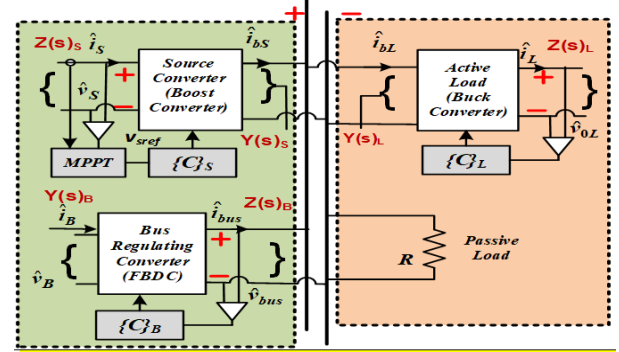 + −
Z(s)S îS îbS
+ −
v̂S
Source
Converter
(Boost
Converter)
Y(s)S
MPPT
vsref
{C}S
Y(s)B
îB îbus Z(s)B
+ −
v̂B
Bus
Regulating
Converter
(FBDC)
v̂bus
{C}B
îbL îL Z(s)L
+ −
Active
Load
(Buck
Converter)
Y(s)L
v̂0L
{C}L
R
Passive
Load